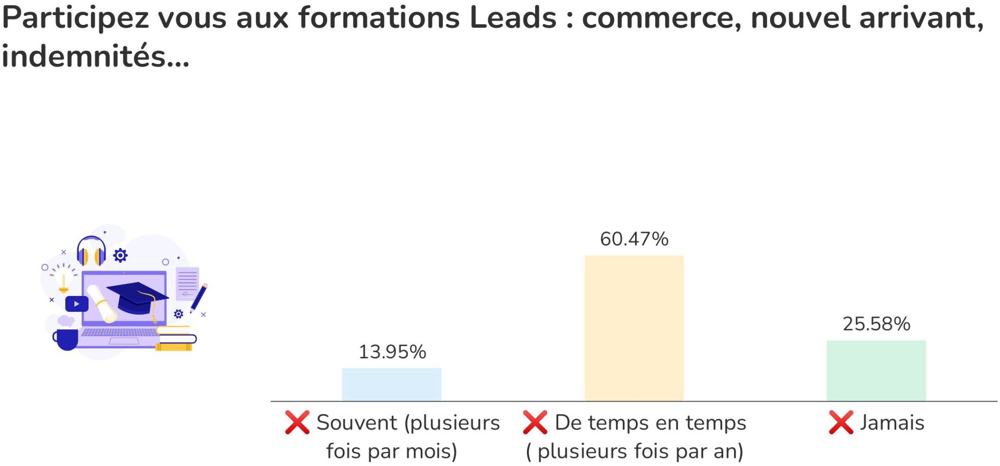 Participez vous aux formations Leads : commerce, nouvel arrivant,
indemnités...
13.95%
60.47%
25.58%
❌ Souvent (plusieurs
fois par mois)
❌ De temps en temps
( plusieurs fois par an)
❌ Jamais